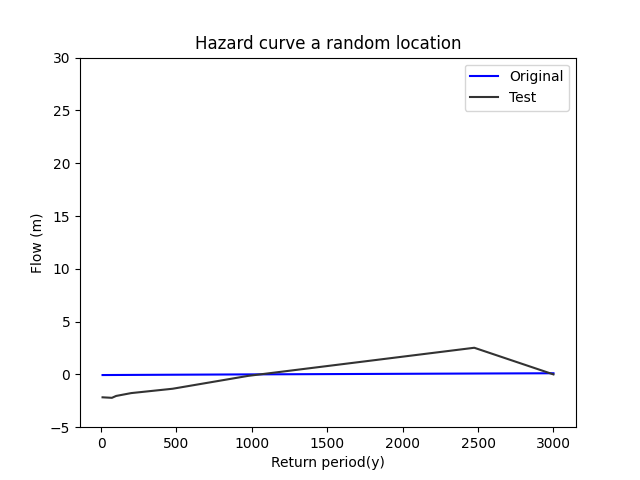 Hazard curve a random location
Original
Test
30
25
20
15
10
5
0
−5
Flow (m)
0 500 1000 1500 2000 2500 3000
Return period(y)